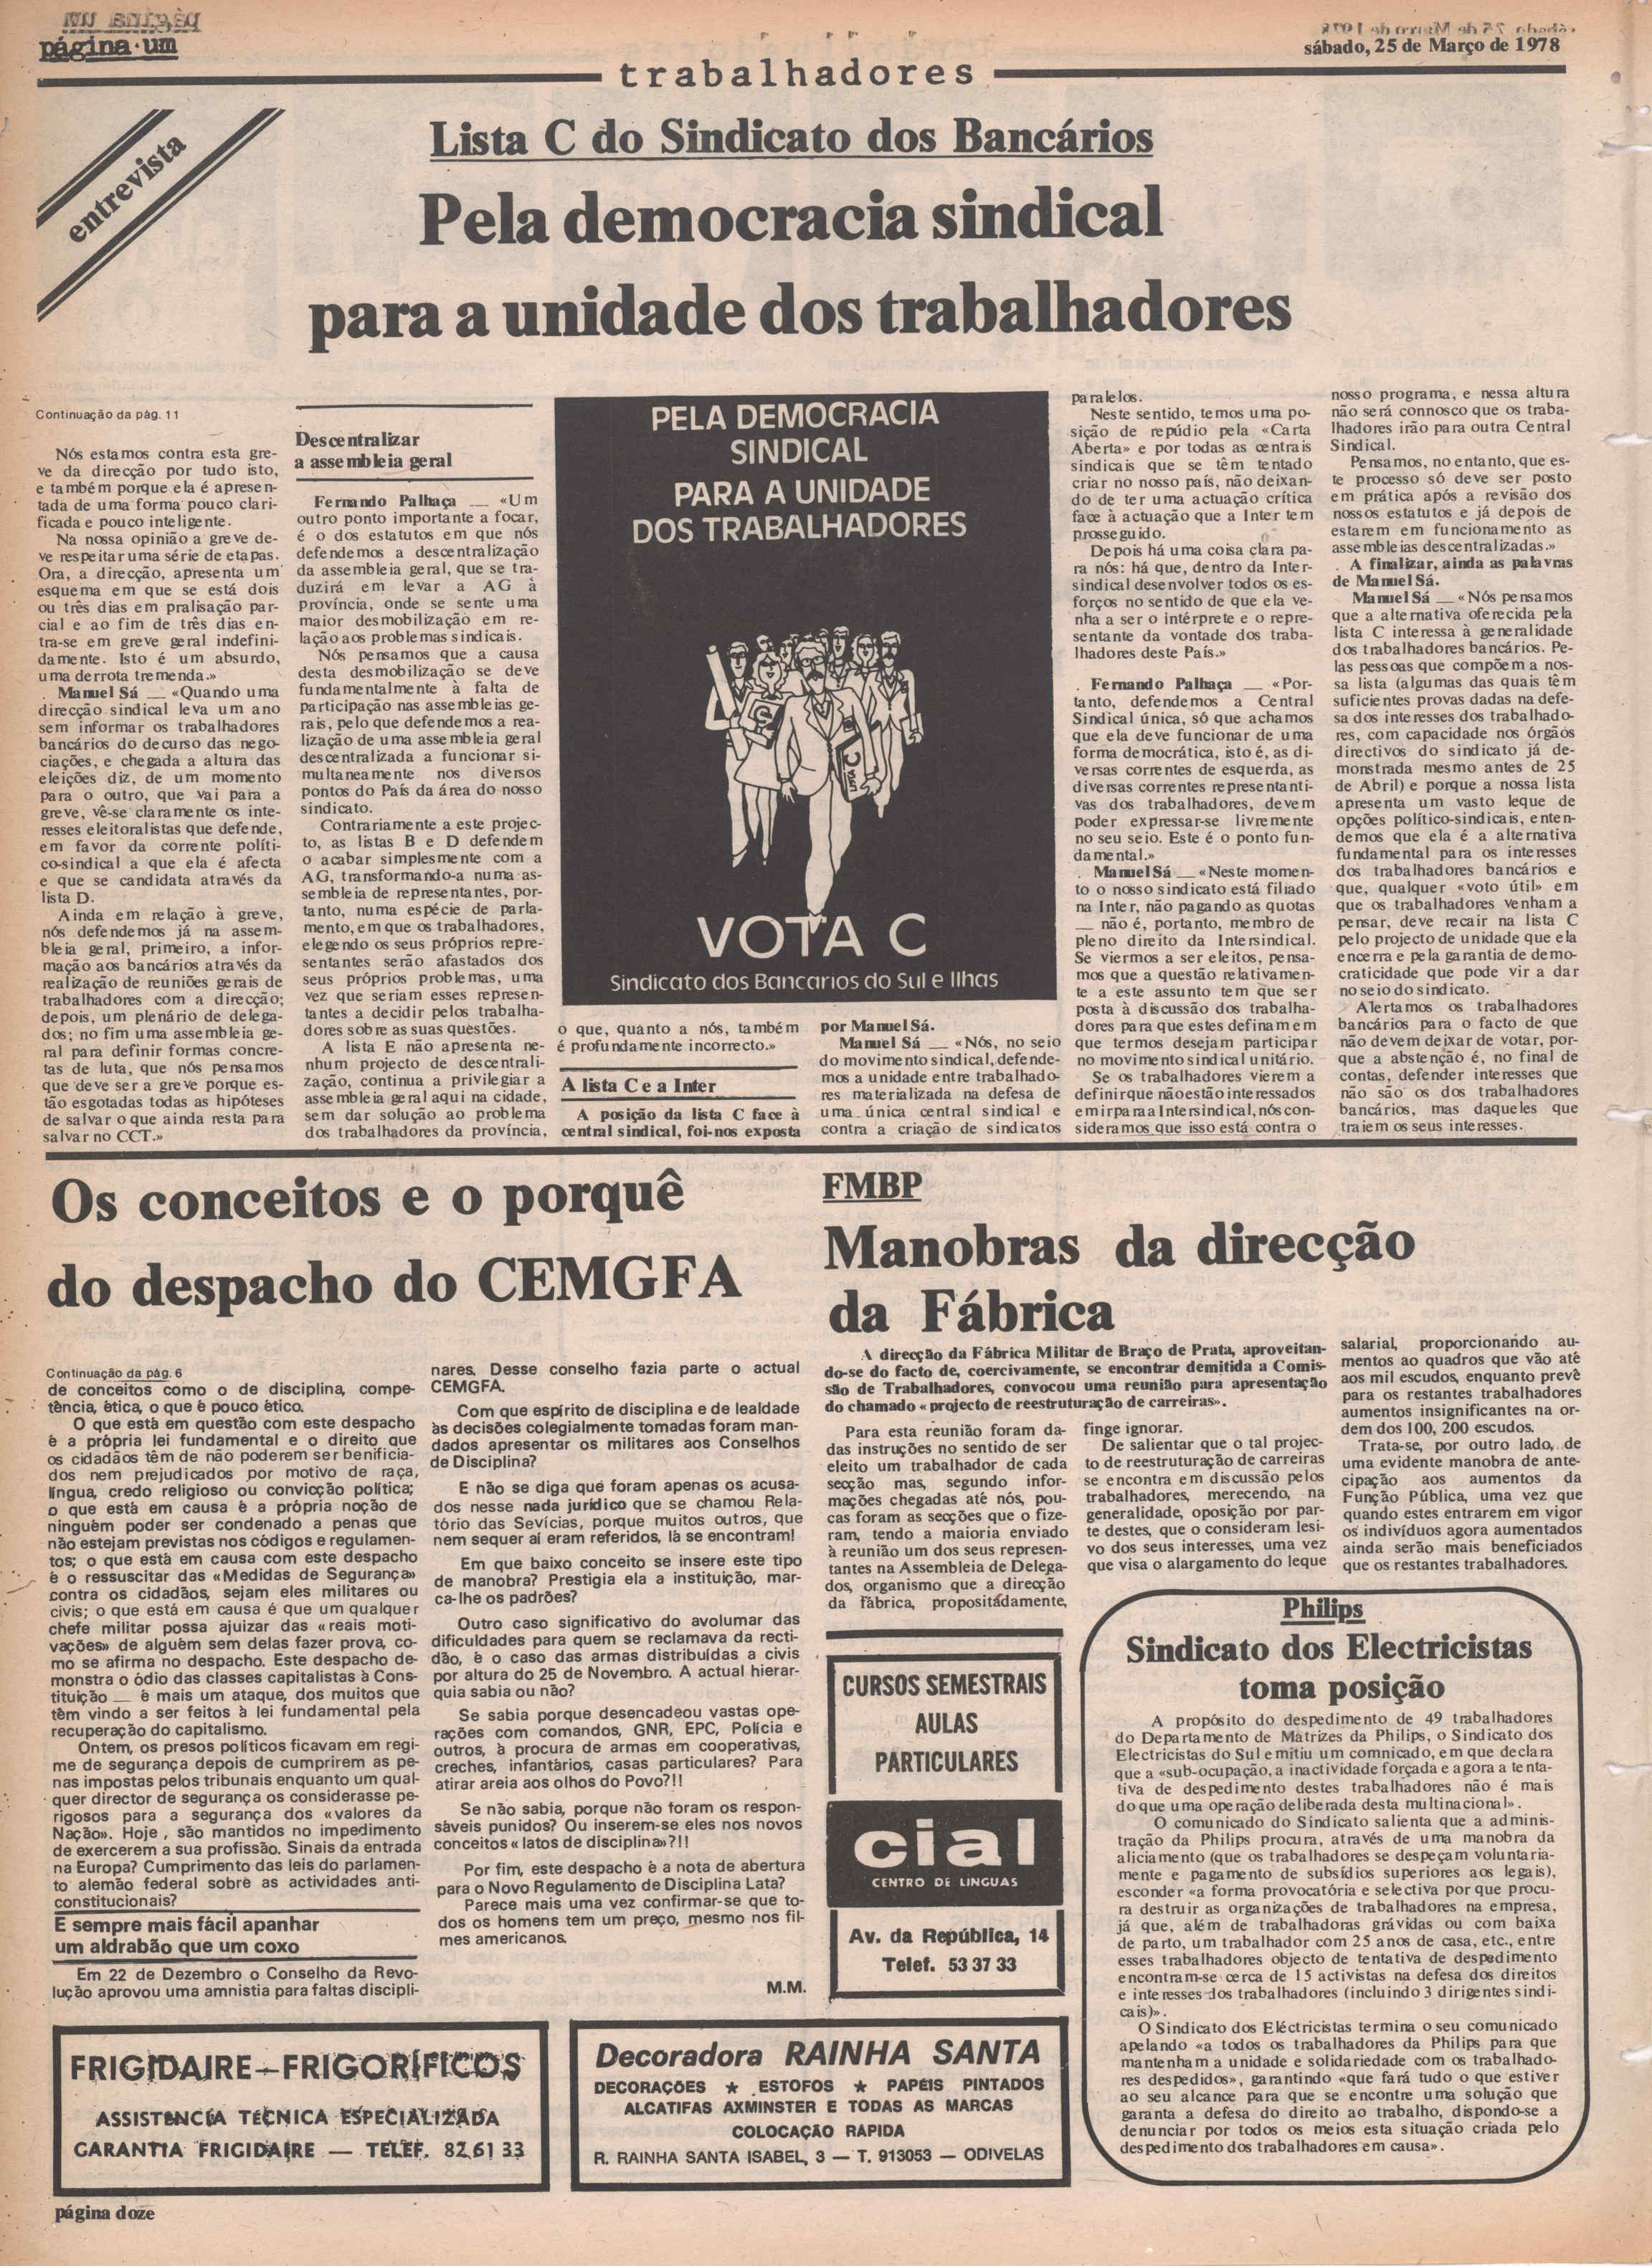 página um
sábado, 25 de Março de 1978
trabalhadores
entrevista
Lista C do Sindicato dos Bancários
Pela democracia sindical
para a unidade dos trabalhadores
Continuação da pág. 11
Nós estamos contra esta gre-
ve da direcção por tudo isto,
e também porque ela é apresen-
tada de uma forma pouco clari-
ficada e pouco inteligente.
Na nossa opinião a greve de-
ve respeitar uma série de etapas.
Ora, a direcção, apresenta um
esquema em que se está dois
ou três dias em pralisação par-
cial e ao fim de três dias en-
tra-se em greve geral indefini-
damente. Isto é um absurdo,
uma derrota tremenda.»
. Manuel Sá — «Quando uma
direcção sindical leva um ano
sem informar os trabalhadores
bancários do decurso das nego-
ciações, e chegada a altura das
eleições diz, de um momento
para o outro, que vai para a
greve, vê-se claramente os inte-
resses eleitoralistas que defende,
em favor da corrente políti-
co-sindical a que ela é afecta
e que se candidata através da
lista D.
Ainda em relação à greve,
nós defendemos já na assem-
bleia geral, primeiro, a infor-
mação aos bancários através da
realização de reuniões gerais de
trabalhadores com a direcção;
depois, um plenário de delega-
dos; no fim uma assembleia ge-
ral para definir formas concre-
tas de luta, que nós pensamos
que deve ser a greve porque es-
tão esgotadas todas as hipóteses
de salvar o que ainda resta para
salvar no CCT.»
Descentralizar
a assembleia geral
Fernando Palhaça — «Um
outro ponto importante a focar,
é o dos estatutos em que nós
defendemos a descentralização
da assembleia geral, que se tra-
duzirá em levar a AG à
província, onde se sente uma
maior desmobilização em re-
lação aos problemas sindicais.
Nós pensamos que a causa
desta desmobilização se deve
fundamentalmente à falta de
participação nas assembleias ge-
rais, pelo que defendemos a rea-
lização de uma assembleia geral
descentralizada a funcionar si-
multaneamente nos diversos
pontos do País da área do nosso
sindicato.
Contrariamente a este projec-
to, as listas B e D defendem
o acabar simplesmente com a
AG, transformando-a numa as-
sembleia de representantes, por-
tanto, numa espécie de parla-
mento, em que os trabalhadores,
elegendo os seus próprios repre-
sentantes serão afastados dos
seus próprios problemas, uma
vez que seriam esses represen-
tantes a decidir pelos trabalha-
dores sobre as suas questões.
A lista E não apresenta ne-
nhum projecto de descentrali-
zação, continua a privilegiar a
assembleia geral aqui na cidade,
sem dar solução ao problema
dos trabalhadores da província,
PELA DEMOCRACIA
SINDICAL
PARA A UNIDADE
DOS TRABALHADORES
VOTA C
Sindicato dos Bancarios do Sul e Ilhas
o que, quanto a nós, também
é profundamente incorrecto.»
A lista C e a Inter
A posição da lista C face à
central sindical, foi-nos exposta
por Manuel Sá.
Manuel Sá — «Nós, no seio
do movimento sindical, defende-
mos a unidade entre trabalhado-
res materializada na defesa de
uma única central sindical e
contra a criação de sindicatos
paralelos.
Neste sentido, temos uma po-
sição de repúdio pela «Carta
Aberta» e por todas as centrais
sindicais que se têm tentado
criar no nosso país, não deixan-
do de ter uma actuação crítica
face à actuação que a Inter tem
prosseguido.
Depois há uma coisa clara pa-
ra nós: há que, dentro da Inter-
sindical desenvolver todos os es-
forços no sentido de que ela ve-
nha a ser o intérprete e o repre-
sentante da vontade dos traba-
lhadores deste País.»
. Fernando Palhaça — «Por-
tanto, defendemos a Central
Sindical única, só que achamos
que ela deve funcionar de uma
forma democrática, isto é, as di-
versas correntes de esquerda, as
diversas correntes representanti-
vas dos trabalhadores, devem
poder expressar-se livremente
no seu seio. Este é o ponto fun-
damental.»
. Manuel Sá — «Neste momen-
to o nosso sindicato está filiado
na Inter, não pagando as quotas
— não é, portanto, membro de
pleno direito da Intersindical.
Se viermos a ser eleitos, pensa-
mos que a questão relativamen-
te a este assunto tem que ser
posta à discussão dos trabalha-
dores para que estes definam em
que termos desejam participar
no movimento sindical unitário.
Se os trabalhadores vierem a
definir que não estão interessados
em ir para a Intersindical, nós con-
sideramos que isso está contra o
nosso programa, e nessa altura
não será connosco que os traba-
lhadores irão para outra Central
Sindical.
Pensamos, no entanto, que es-
te processo só deve ser posto
em prática após a revisão dos
nossos estatutos e já depois de
estarem em funcionamento as
assembleias descentralizadas.»
. A finalizar, ainda as palavras
de Manuel Sá.
Manuel Sá — «Nós pensamos
que a alternativa oferecida pela
lista C interessa à generalidade
dos trabalhadores bancários. Pe-
las pessoas que compõem a nos-
sa lista (algumas das quais têm
suficientes provas dadas na defe-
sa dos interesses dos trabalhado-
res, com capacidade nos órgãos
directivos do sindicato já de-
monstrada mesmo antes de 25
de Abril) e porque a nossa lista
apresenta um vasto leque de
opções político-sindicais, enten-
demos que ela é a alternativa
fundamental para os interesses
dos trabalhadores bancários e
que, qualquer «voto útil» em
que os trabalhadores venham a
pensar, deve recair na lista C
pelo projecto de unidade que ela
encerra e pela garantia de demo-
craticidade que pode vir a dar
no seio do sindicato.
Alertamos os trabalhadores
bancários para o facto de que
não devem deixar de votar, por-
que a abstenção é, no final de
contas, defender interesses que
não são os dos trabalhadores
bancários, mas daqueles que
traiem os seus interesses.
Os conceitos e o porquê
do despacho do CEMGFA
Continuação da pág. 6
de conceitos como o de disciplina, compe-
tência, ética, o que é pouco ético.
O que está em questão com este despacho
é a própria lei fundamental e o direito que
os cidadãos têm de não poderem ser benificia-
dos nem prejudicados por motivo de raça,
língua, credo religioso ou convicção política;
o que está em causa é a própria noção de
ninguém poder ser condenado a penas que
não estejam previstas nos códigos e regulamen-
tos; o que está em causa com este despacho
é o ressuscitar das «Medidas de Segurança»
contra os cidadãos, sejam eles militares ou
civis; o que está em causa é que um qualquer
chefe militar possa ajuizar das «reais moti-
vações» de alguém sem delas fazer prova, co-
mo se afirma no despacho. Este despacho de-
monstra o ódio das classes capitalistas à Cons-
tituição — é mais um ataque, dos muitos que
têm vindo a ser feitos à lei fundamental pela
recuperação do capitalismo.
Ontem, os presos políticos ficavam em regi-
me de segurança depois de cumprirem as pe-
nas impostas pelos tribunais enquanto um qual-
quer director de segurança os considerasse pe-
rigosos para a segurança dos «valores da
Nação». Hoje , são mantidos no impedimento
de exercerem a sua profissão. Sinais da entrada
na Europa? Cumprimento das leis do parlamen-
to alemão federal sobre as actividades anti-
constitucionais?
E sempre mais fácil apanhar
um aldrabão que um coxo
Em 22 de Dezembro o Conselho da Revo-
lução aprovou uma amnistia para faltas discipli-
nares. Desse conselho fazia parte o actual
CEMGFA.
Com que espírito de disciplina e de lealdade
às decisões colegialmente tomadas foram man-
dados apresentar os militares aos Conselhos
de Disciplina?
E não se diga que foram apenas os acusa-
dos nesse nada jurídico que se chamou Rela-
tório das Sevícias, porque muitos outros, que
nem sequer aí eram referidos, lá se encontram!
Em que baixo conceito se insere este tipo
de manobra? Prestigia ela a instituição, mar-
ca-lhe os padrões?
Outro caso significativo do avolumar das
dificuldades para quem se reclamava da recti-
dão, é o caso das armas distribuídas a civis
por altura do 25 de Novembro. A actual hierar-
quia sabia ou não?
Se sabia porque desencadeou vastas ope-
rações com comandos, GNR, EPC, Polícia e
outros, à procura de armas em cooperativas,
creches, infantários, casas particulares? Para
atirar areia aos olhos do Povo?!!
Se não sabia, porque não foram os respon-
sáveis punidos? Ou inserem-se eles nos novos
conceitos «latos de disciplina»?!!
Por fim, este despacho é a nota de abertura
para o Novo Regulamento de Disciplina Lata?
Parece mais uma vez confirmar-se que to-
dos os homens tem um preço, mesmo nos fil-
mes americanos.
M.M.
FMBP
Manobras da direcção
da Fábrica
A direcção da Fábrica Militar de Braço de Prata, aproveitan-
do-se do facto de, coercivamente, se encontrar demitida a Comis-
são de Trabalhadores, convocou uma reunião para apresentação
do chamado «projecto de reestruturação de carreiras».
Para esta reunião foram da-
das instruções no sentido de ser
eleito um trabalhador de cada
secção mas, segundo infor-
mações chegadas até nós, pou-
cas foram as secções que o fize-
ram, tendo a maioria enviado
à reunião um dos seus represen-
tantes na Assembleia de Delega-
dos, organismo que a direcção
da fábrica, propositadamente,
finge ignorar.
De salientar que o tal projec-
to de reestruturação de carreiras
se encontra em discussão pelos
trabalhadores, merecendo, na
generalidade, oposição por par-
te destes, que o consideram lesi-
vo dos seus interesses, uma vez
que visa o alargamento do leque
salarial, proporcionando au-
mentos ao quadros que vão até
aos mil escudos, enquanto prevê
para os restantes trabalhadores
aumentos insignificantes na or-
dem dos 100, 200 escudos.
Trata-se, por outro lado, de
uma evidente manobra de ante-
cipação aos aumentos da
Função Pública, uma vez que
quando estes entrarem em vigor
os indivíduos agora aumentados
ainda serão mais beneficiados
que os restantes trabalhadores.
CURSOS SEMESTRAIS
AULAS
PARTICULARES
cial
CENTRO DE LINGUAS
Av. da República, 14
Telef. 53 37 33
Philips
Sindicato dos Electricistas
toma posição
A propósito do despedimento de 49 trabalhadores
do Departamento de Matrizes da Philips, o Sindicato dos
Electricistas do Sul emitiu um comnicado, em que declara
que a «sub-ocupação, a inactividade forçada e agora a tenta-
tiva de despedimento destes trabalhadores não é mais
do que uma operação deliberada desta multinacional».
O comunicado do Sindicato salienta que a adminis-
tração da Philips procura, através de uma manobra da
aliciamento (que os trabalhadores se despeçam voluntaria-
mente e pagamento de subsídios superiores aos legais),
esconder «a forma provocatória e selectiva por que procu-
ra destruir as organizações de trabalhadores na empresa,
já que, além de trabalhadoras grávidas ou com baixa
de parto, um trabalhador com 25 anos de casa, etc., entre
esses trabalhadores objecto de tentativa de despedimento
encontram-se cerca de 15 activistas na defesa dos direitos
e interesses dos trabalhadores (incluindo 3 dirigentes sindi-
cais)».
O Sindicato dos Eléctricistas termina o seu comunicado
apelando «a todos os trabalhadores da Philips para que
mantenham a unidade e solidariedade com os trabalhado-
res despedidos», garantindo «que fará tudo o que estiver
ao seu alcance para que se encontre uma solução que
garanta a defesa do direito ao trabalho, dispondo-se a
denunciar por todos os meios esta situação criada pelo
despedimento dos trabalhadores em causa».
FRIGIDAIRE—FRIGORÍFICOS
ASSISTENCIA TECNICA ESPECIALIZADA
GARANTIA FRIGIDAIRE — TELEF. 82 61 33
Decoradora RAINHA SANTA
DECORAÇÕES ★ ESTOFOS ★ PAPÉIS PINTADOS
ALCATIFAS AXMINSTER E TODAS AS MARCAS
COLOCAÇÃO RAPIDA
R. RAINHA SANTA ISABEL, 3 — T. 913053 — ODIVELAS
página doze